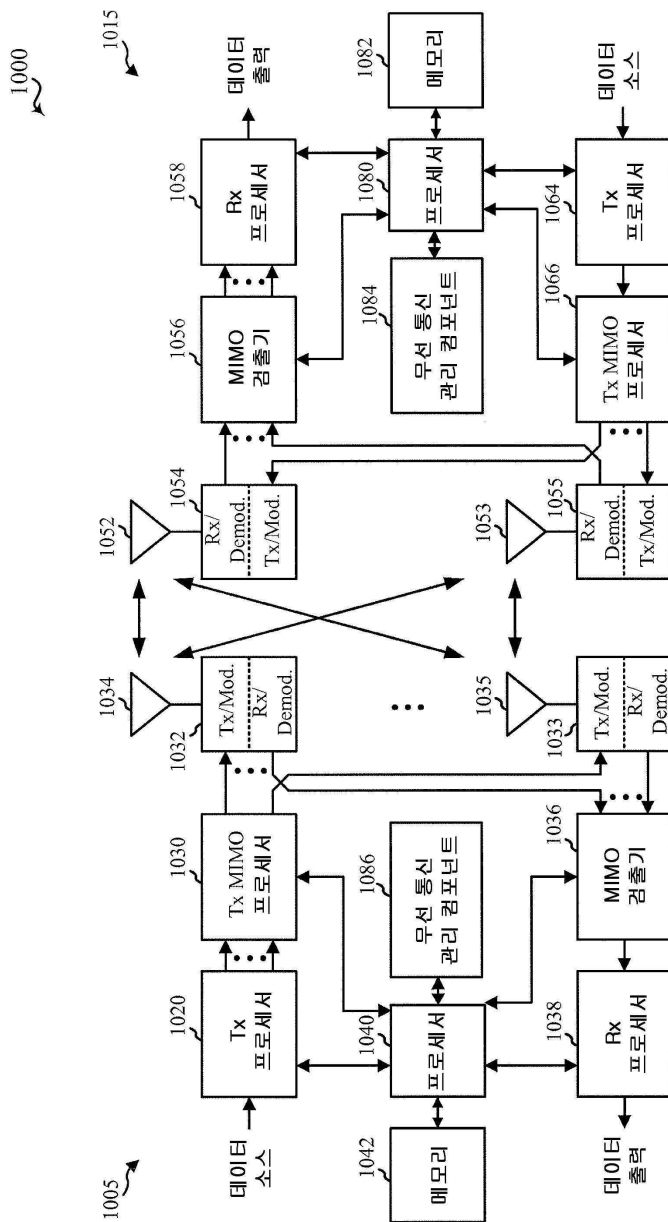 1000
1005
1015
데이터
소스
1020
Tx
프로세서
1030
Tx MIMO
프로세서
1032
Tx/Mod.
Rx/
Demod.
1034
1052
1054
Rx/
Demod.
Tx/Mod.
1056
MIMO
검출기
1058
Rx
프로세서
데이터
출력
1042
메모리
1040
프로세서
1086
무선 통신
관리 컴포넌트
1084
무선 통신
관리 컴포넌트
1080
프로세서
1082
메모리
데이터
출력
1038
Rx
프로세서
1036
MIMO
검출기
1033
Tx/Mod.
Rx/
Demod.
1035
1053
1055
Rx/
Demod.
Tx/Mod.
1066
Tx MIMO
프로세서
1064
Tx
프로세서
데이터
소스